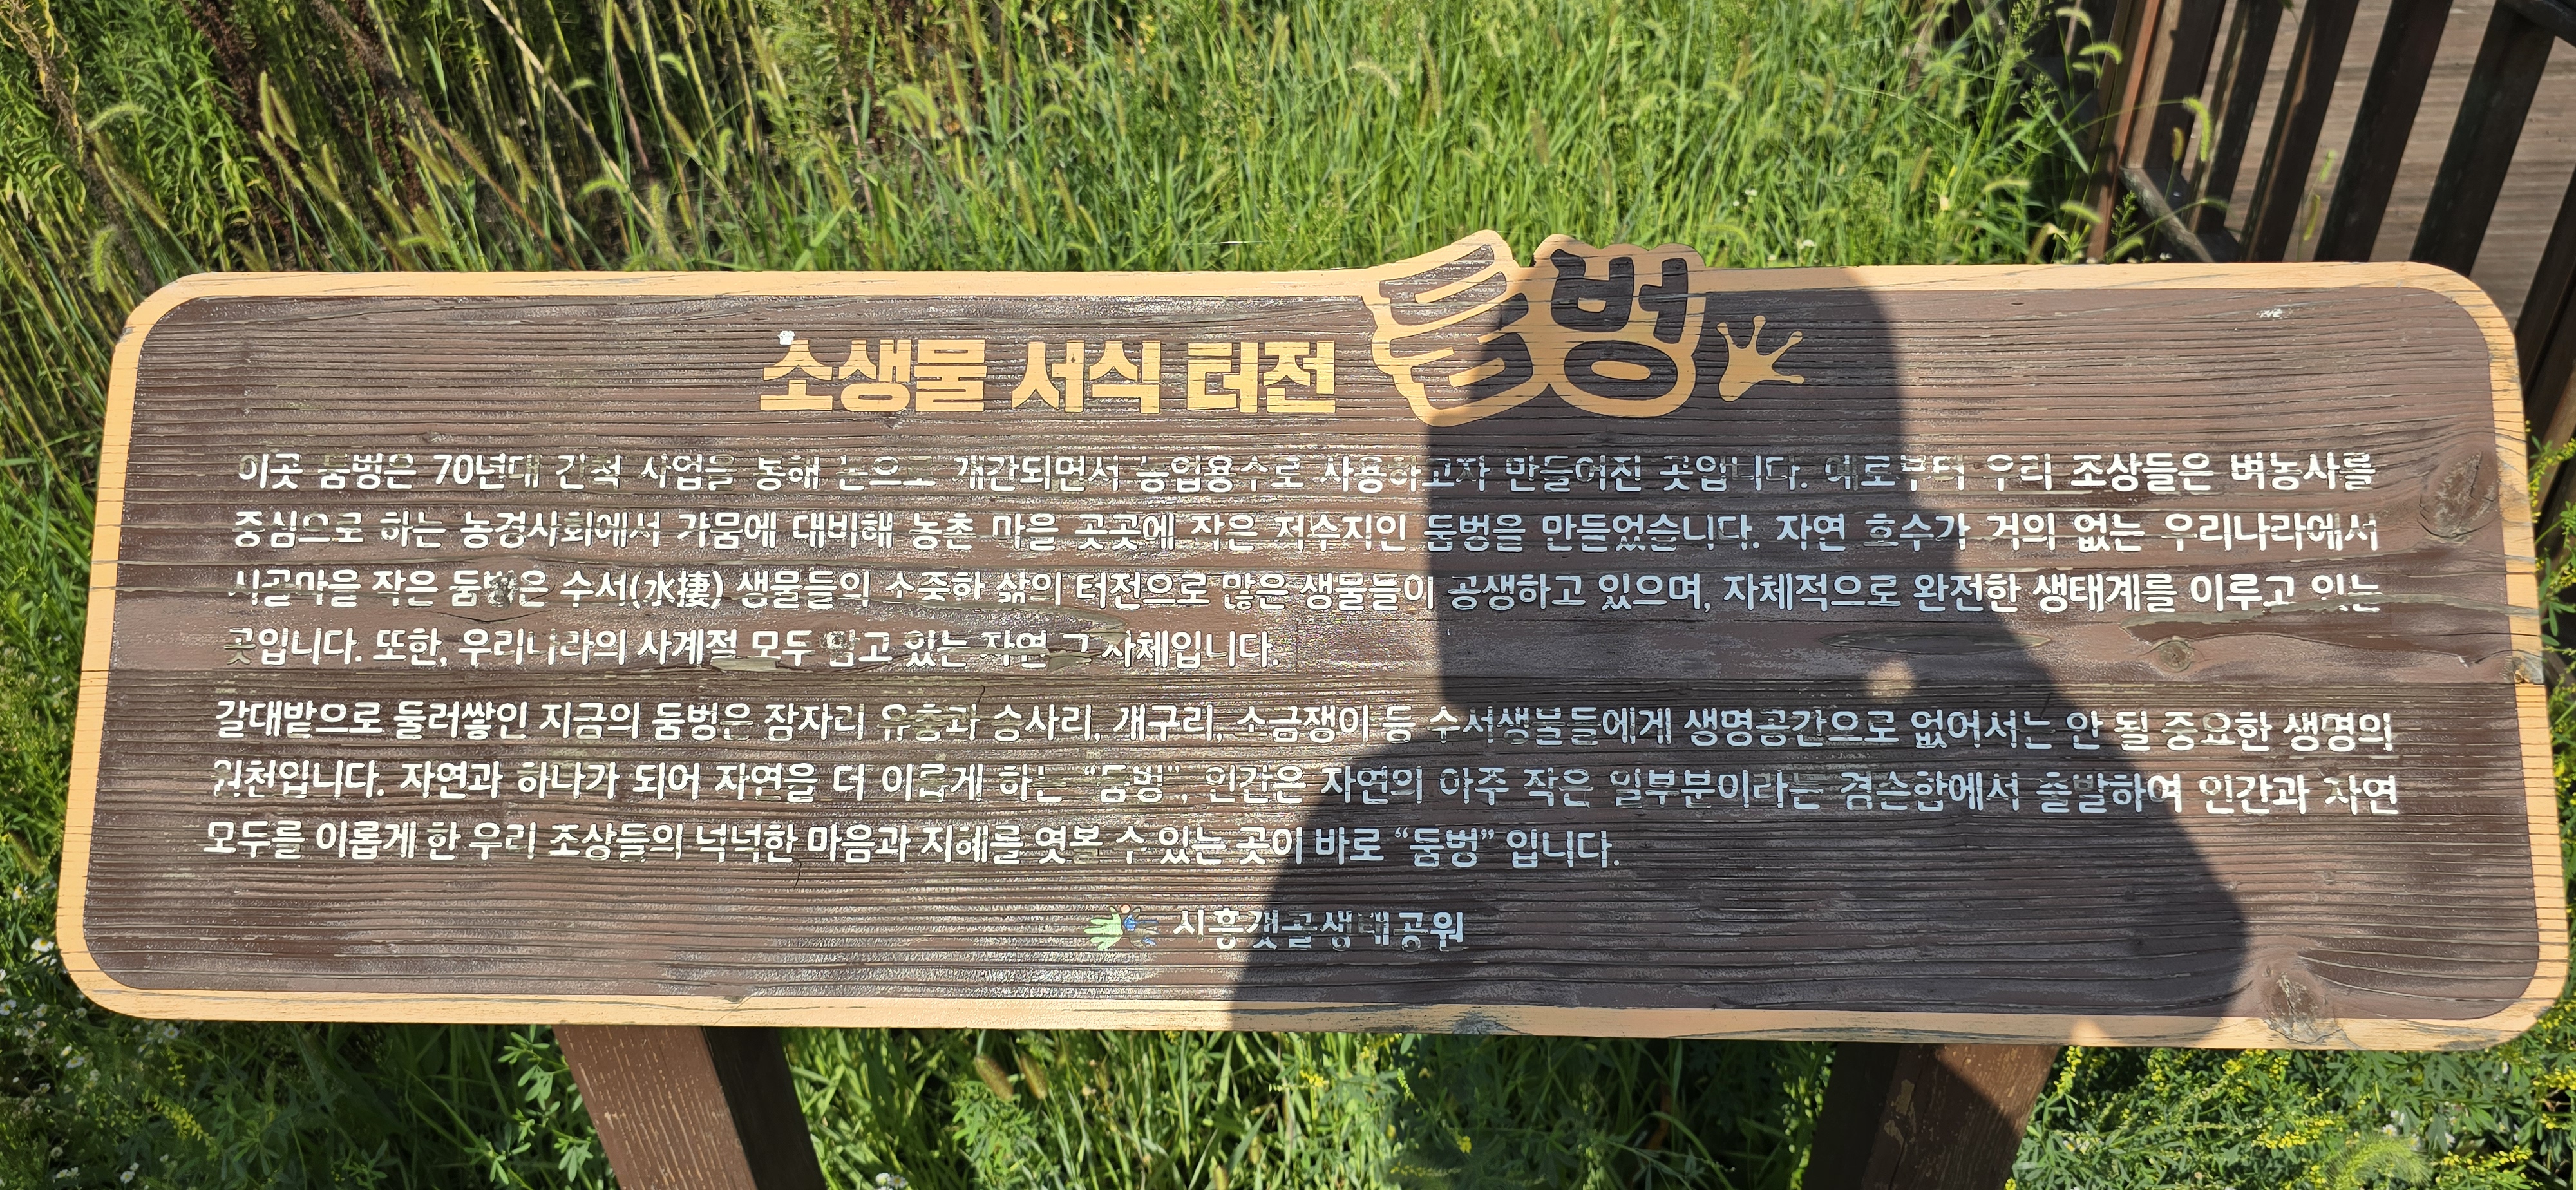 소생물 서식 터전 둠벙
이곳 둠벙은 70년대 간척 사업을 통해 논으로 개간되면서 농업용수로 사용하고자 만들어진 곳입니다. 예로부터 우리 조상들은 벼농사를
중심으로 하는 농경사회에서 가뭄에 대비해 농촌 마을 곳곳에 작은 저수지인 둠벙을 만들었습니다. 자연 호수가 거의 없는 우리나라에서
시골마을 작은 둠벙은 수서(水捿) 생물들의 소중한 삶의 터전으로 많은 생물들이 공생하고 있으며, 자체적으로 완전한 생태계를 이루고 있는
곳입니다. 또한, 우리나라의 사계절 모두 담고 있는 자연 그 자체입니다.
갈대밭으로 둘러쌓인 지금의 둠벙은 잠자리 유충과 송사리, 개구리, 소금쟁이 등 수서생물들에게 생명공간으로 없어서는 안 될 중요한 생명의
원천입니다. 자연과 하나가 되어 자연을 더 이롭게 하는 “둠벙”, 인간은 자연의 아주 작은 일부분이라는 겸손함에서 출발하여 인간과 자연
모두를 이롭게 한 우리 조상들의 넉넉한 마음과 지혜를 엿볼 수 있는 곳이 바로 “둠벙” 입니다.
시흥갯골생태공원